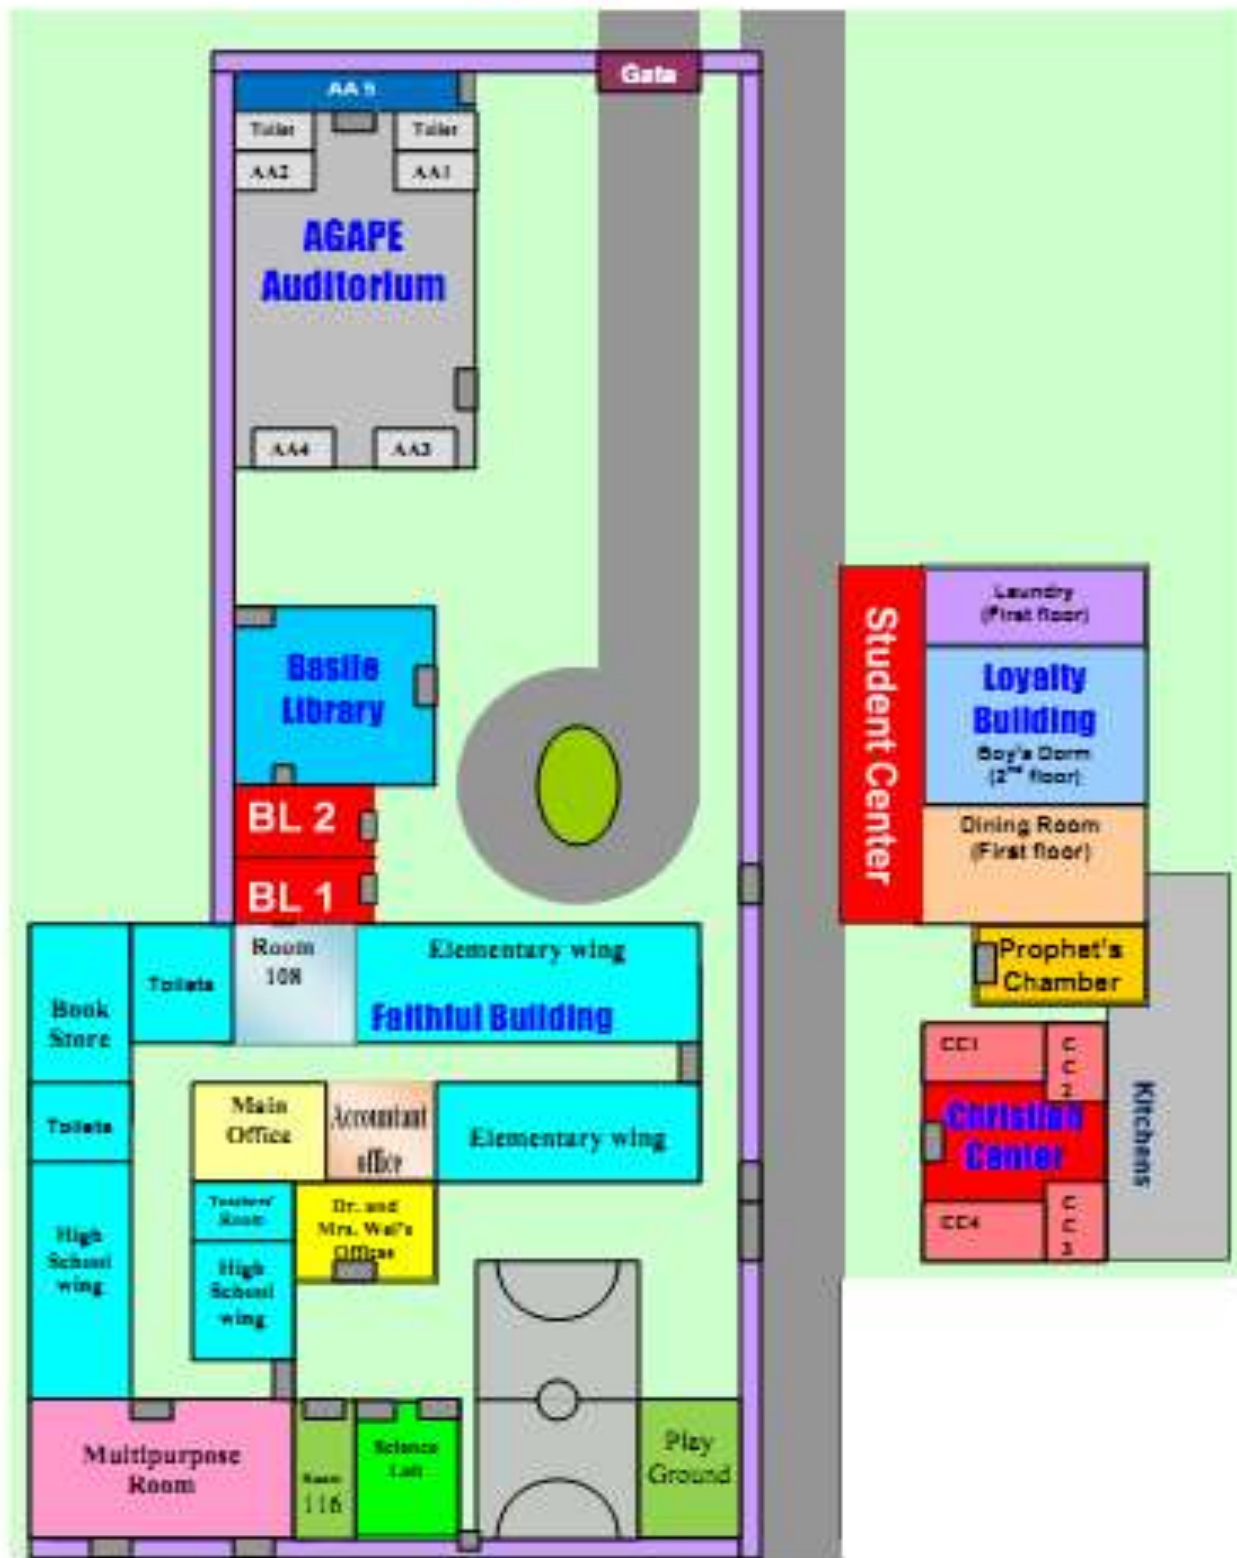 Gate
AA 5
Toilet
Toilet
AA2
AA1
AGAPE
Auditorium
AA4
AA3
Basile
Library
BL 2
BL 1
Student Center
Laundry
(First floor)
Loyalty
Building
Boy's Dorm
(2nd floor)
Dining Room
(First floor)
Prophet's
Chamber
CC1
CC2
Christian
Center
CC4
CC3
Kitchens
Book
Store
Toilets
Room
108
Elementary wing
Faithful Building
Toilets
Main
Office
Accountant
office
Elementary wing
High
School
wing
Teachers'
Room
Dr. and
Mrs. Wal's
Offices
High
School
wing
Multipurpose
Room
Room
116
Science
Play
Ground